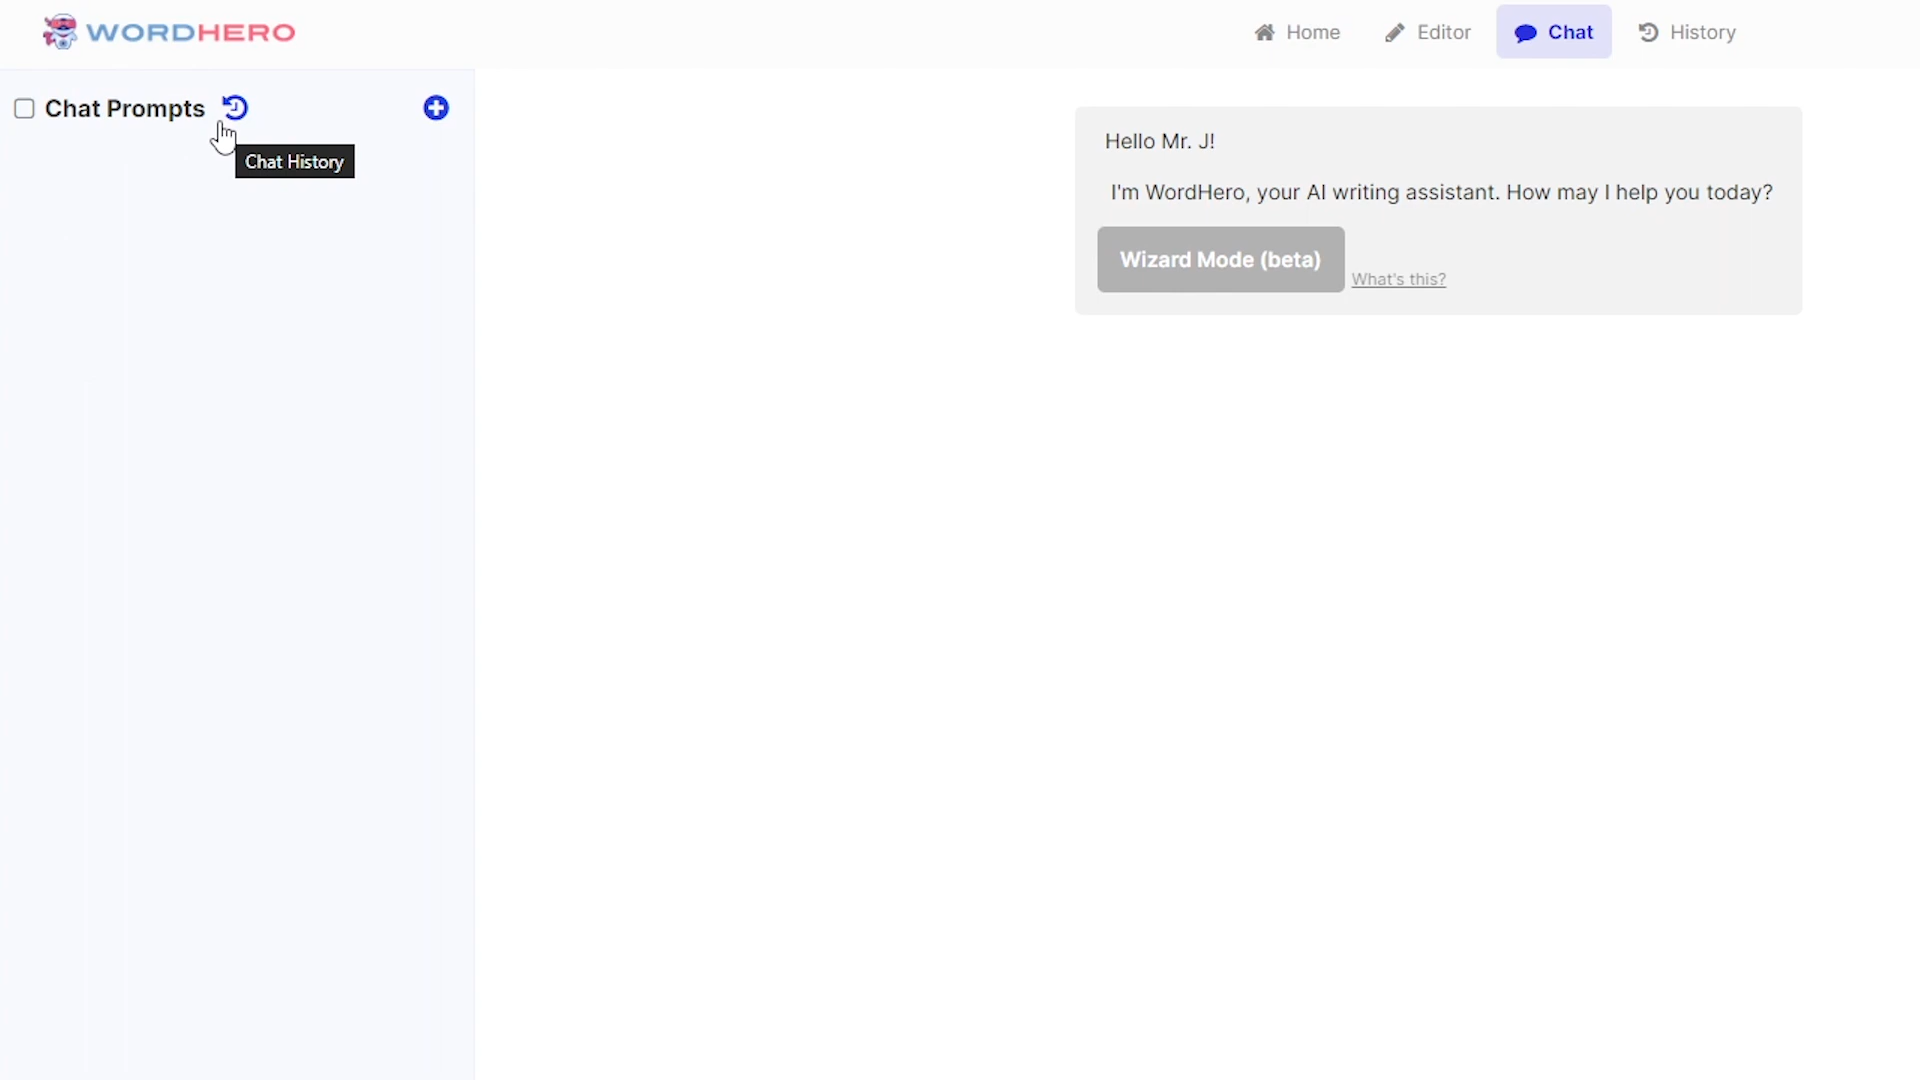 WORDHERO
Home
Editor
Chat
History
Chat Prompts
Chat History
Hello Mr. J!
I'm WordHero, your AI writing assistant. How may I help you today?
Wizard Mode (beta)
What's this?